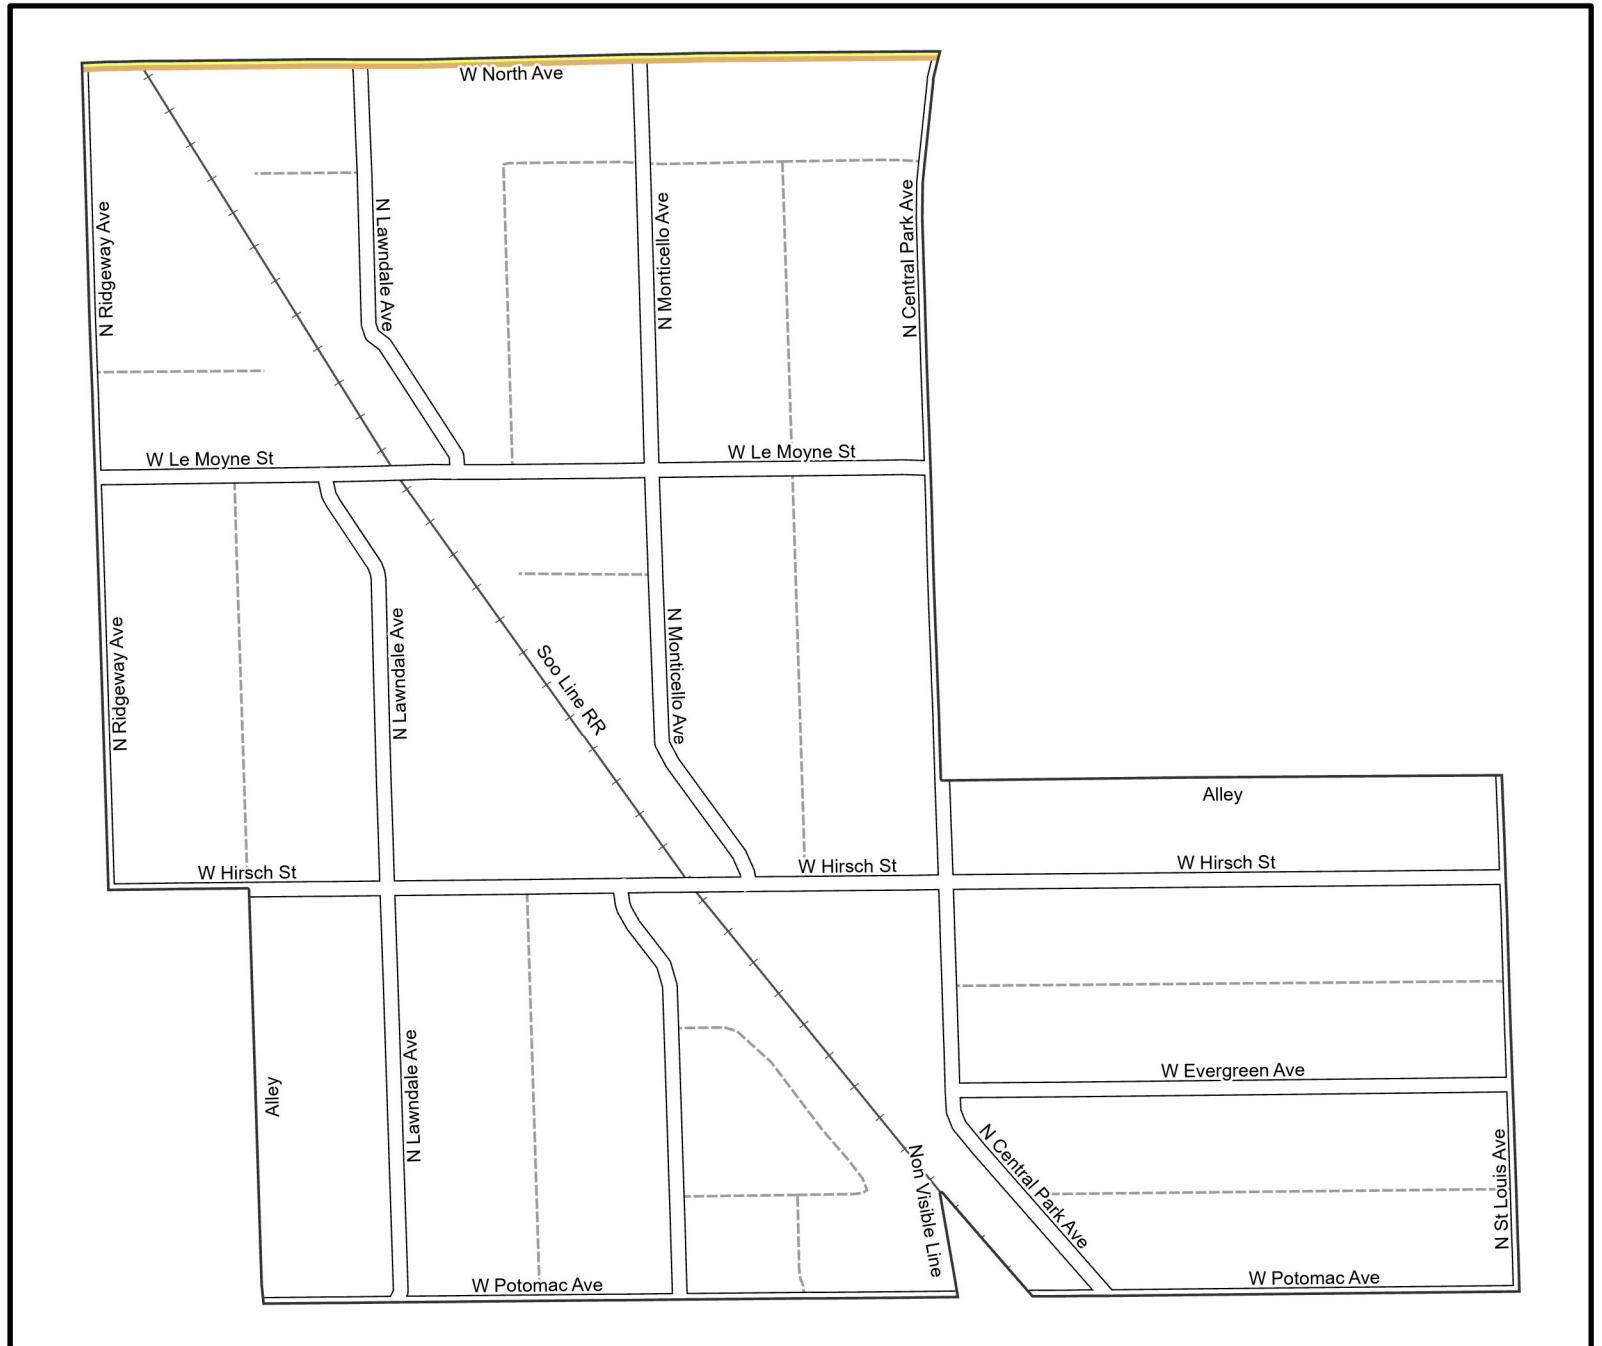 W North Ave
N Ridgeway Ave
N Lawndale Ave
N Monticello Ave
N Central Park Ave
W Le Moyne St
W Le Moyne St
N Ridgeway Ave
N Lawndale Ave
Soo Line RR
N Monticello Ave
Alley
W Hirsch St
W Hirsch St
W Hirsch St
Alley
N Lawndale Ave
W Evergreen Ave
Non Visible Line
N Central Park Ave
N St Louis Ave
W Potomac Ave
W Potomac Ave